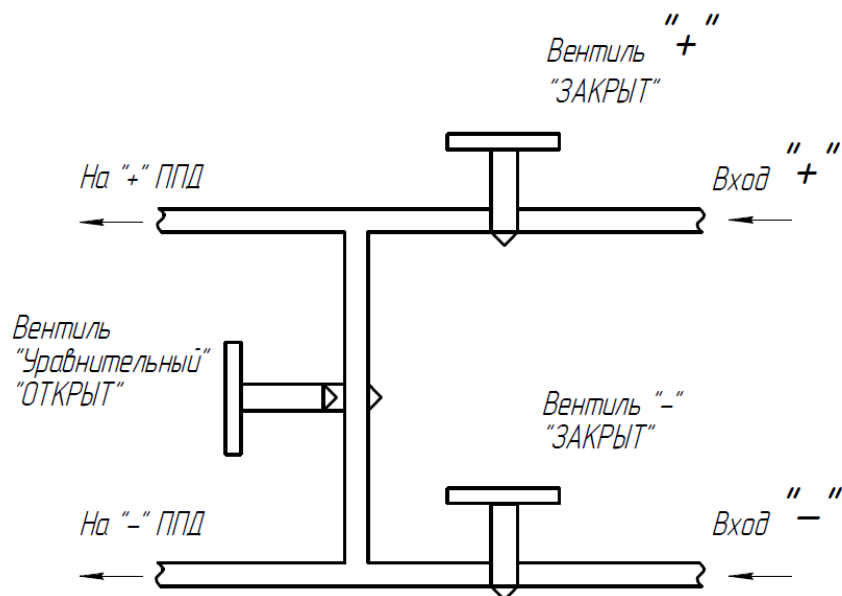 Вентиль "+"
"ЗАКРЫТ"
На "+" ППД
Вход "+"
Вентиль
"Уравнительный"
"ОТКРЫТ"
Вентиль "–"
"ЗАКРЫТ"
На "–" ППД
Вход "–"